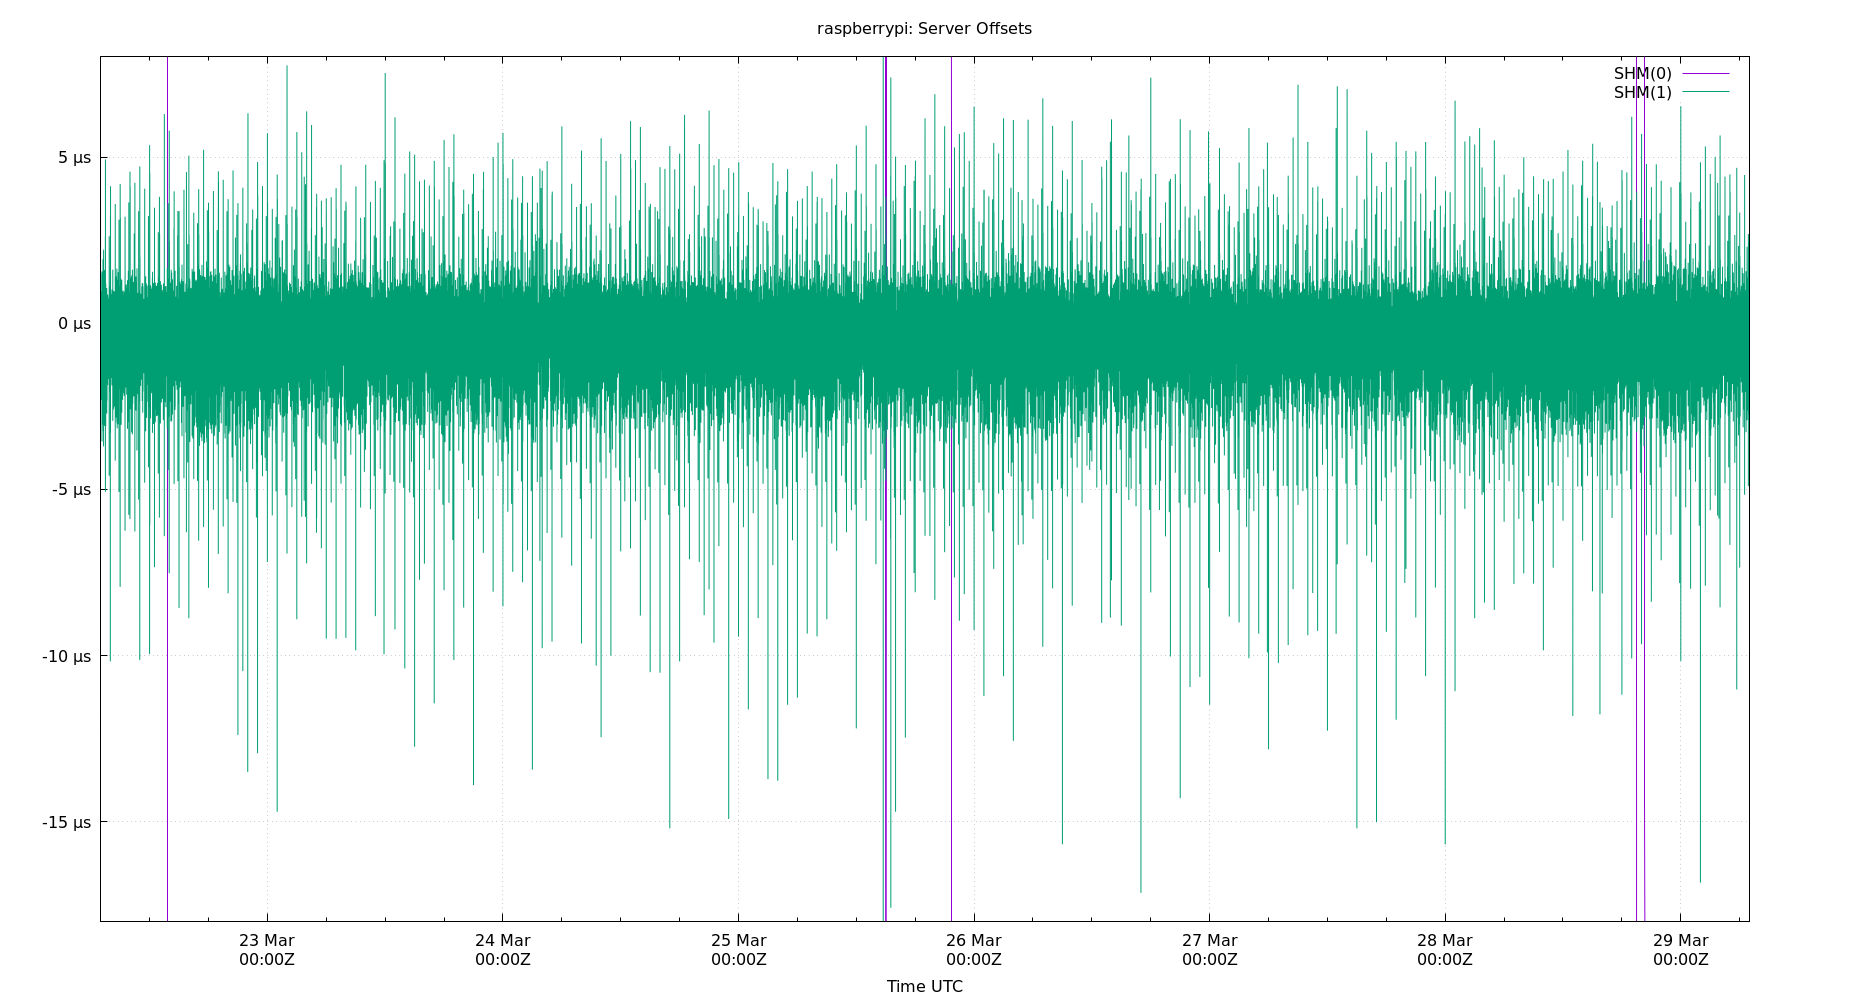 raspberrypi: Server Offsets
SHM(0)
SHM(1)
5 µs
0 µs
-5 µs
-10 µs
-15 µs
23 Mar 24 Mar 25 Mar 26 Mar 27 Mar 28 Mar 29 Mar
00:00Z 00:00Z 00:00Z 00:00Z 00:00Z 00:00Z 00:00Z
Time UTC